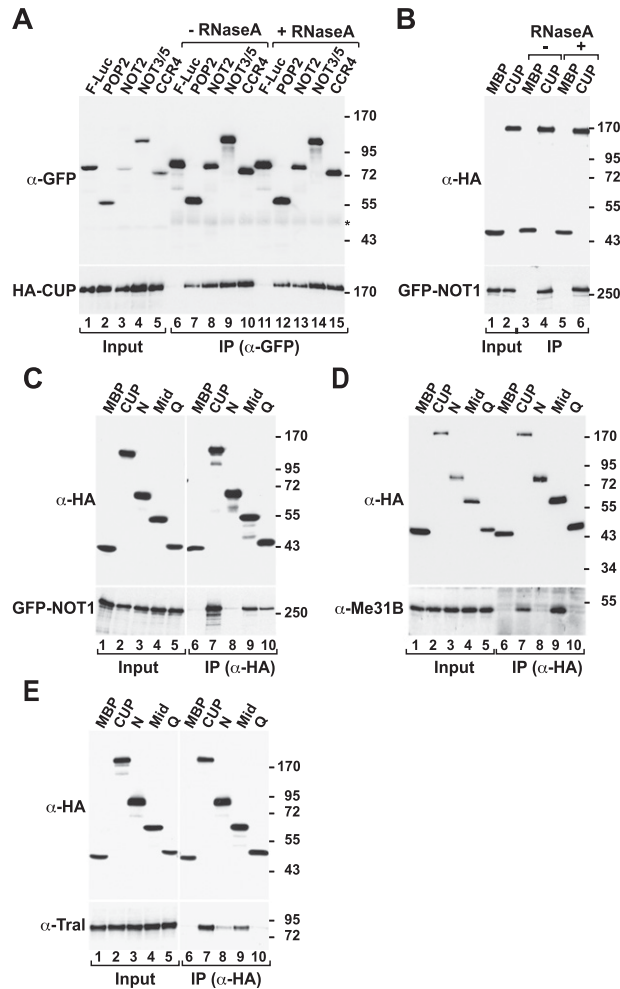 A
- RNaseA + RNaseA
F-Luc POP2 NOT2 NOT3/5 CCR4 F-Luc POP2 NOT2 NOT3/5 CCR4 F-Luc POP2 NOT2 NOT3/5 CCR4
α-GFP
170
95
72
55
*
43
HA-CUP
170
1 2 3 4 5 6 7 8 9 10 11 12 13 14 15
Input IP (α-GFP)
B
RNaseA
- +
MBP CUP MBP CUP MBP CUP
α-HA
170
95
72
55
43
GFP-NOT1
250
1 2 3 4 5 6
Input IP
C
MBP CUP N Mid Q MBP CUP N Mid Q
α-HA
170
95
72
55
43
GFP-NOT1
250
1 2 3 4 5 6 7 8 9 10
Input IP (α-HA)
D
MBP CUP N Mid Q MBP CUP N Mid Q
α-HA
170
95
72
55
43
34
α-Me31B
55
1 2 3 4 5 6 7 8 9 10
Input IP (α-HA)
E
MBP CUP N Mid Q MBP CUP N Mid Q
α-HA
170
95
72
55
43
α-Tral
95
72
1 2 3 4 5 6 7 8 9 10
Input IP (α-HA)